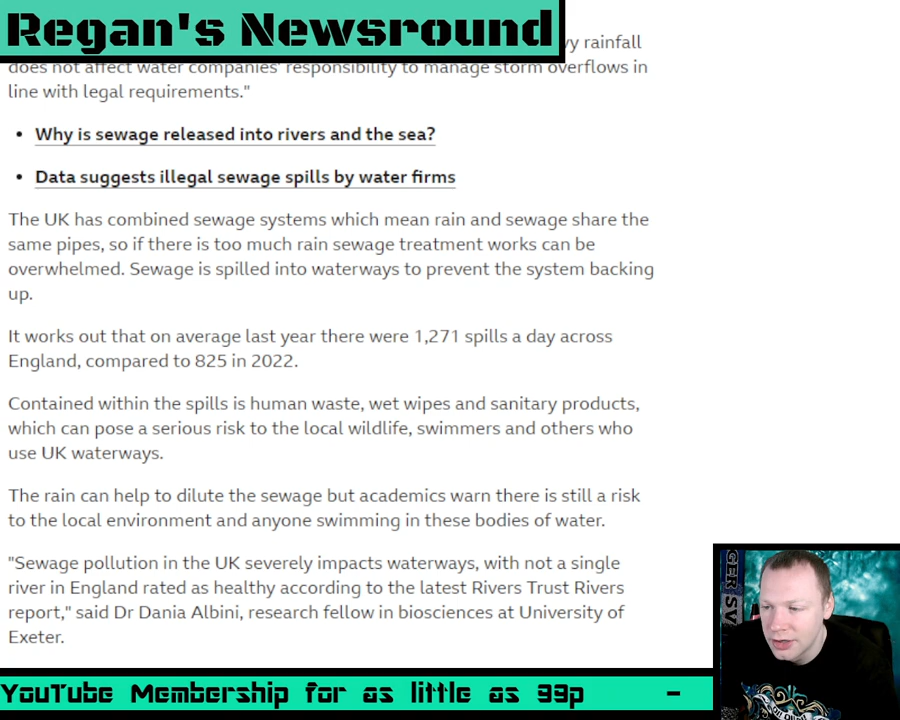 Regan's Newsround
rainfall
does not affect water companies' responsibility to manage storm overflows in
line with legal requirements."
• Why is sewage released into rivers and the sea?
• Data suggests illegal sewage spills by water firms
The UK has combined sewage systems which mean rain and sewage share the
same pipes, so if there is too much rain sewage treatment works can be
overwhelmed. Sewage is spilled into waterways to prevent the system backing
up.
It works out that on average last year there were 1,271 spills a day across
England, compared to 825 in 2022.
Contained within the spills is human waste, wet wipes and sanitary products,
which can pose a serious risk to the local wildlife, swimmers and others who
use UK waterways.
The rain can help to dilute the sewage but academics warn there is still a risk
to the local environment and anyone swimming in these bodies of water.
"Sewage pollution in the UK severely impacts waterways, with not a single
river in England rated as healthy according to the latest Rivers Trust Rivers
report," said Dr Dania Albini, research fellow in biosciences at University of
Exeter.
YouTube Membership for as little as 99p -